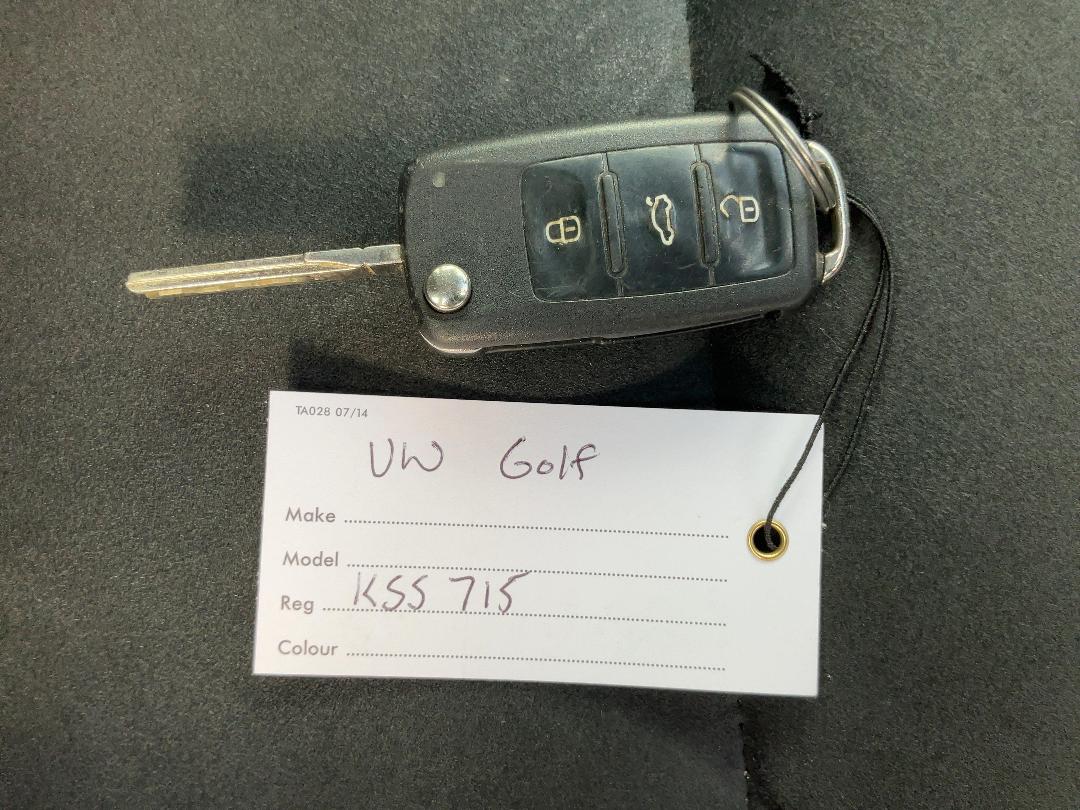 TA028 07/14
VW Golf
Make
Model
Reg KSS 715
Colour